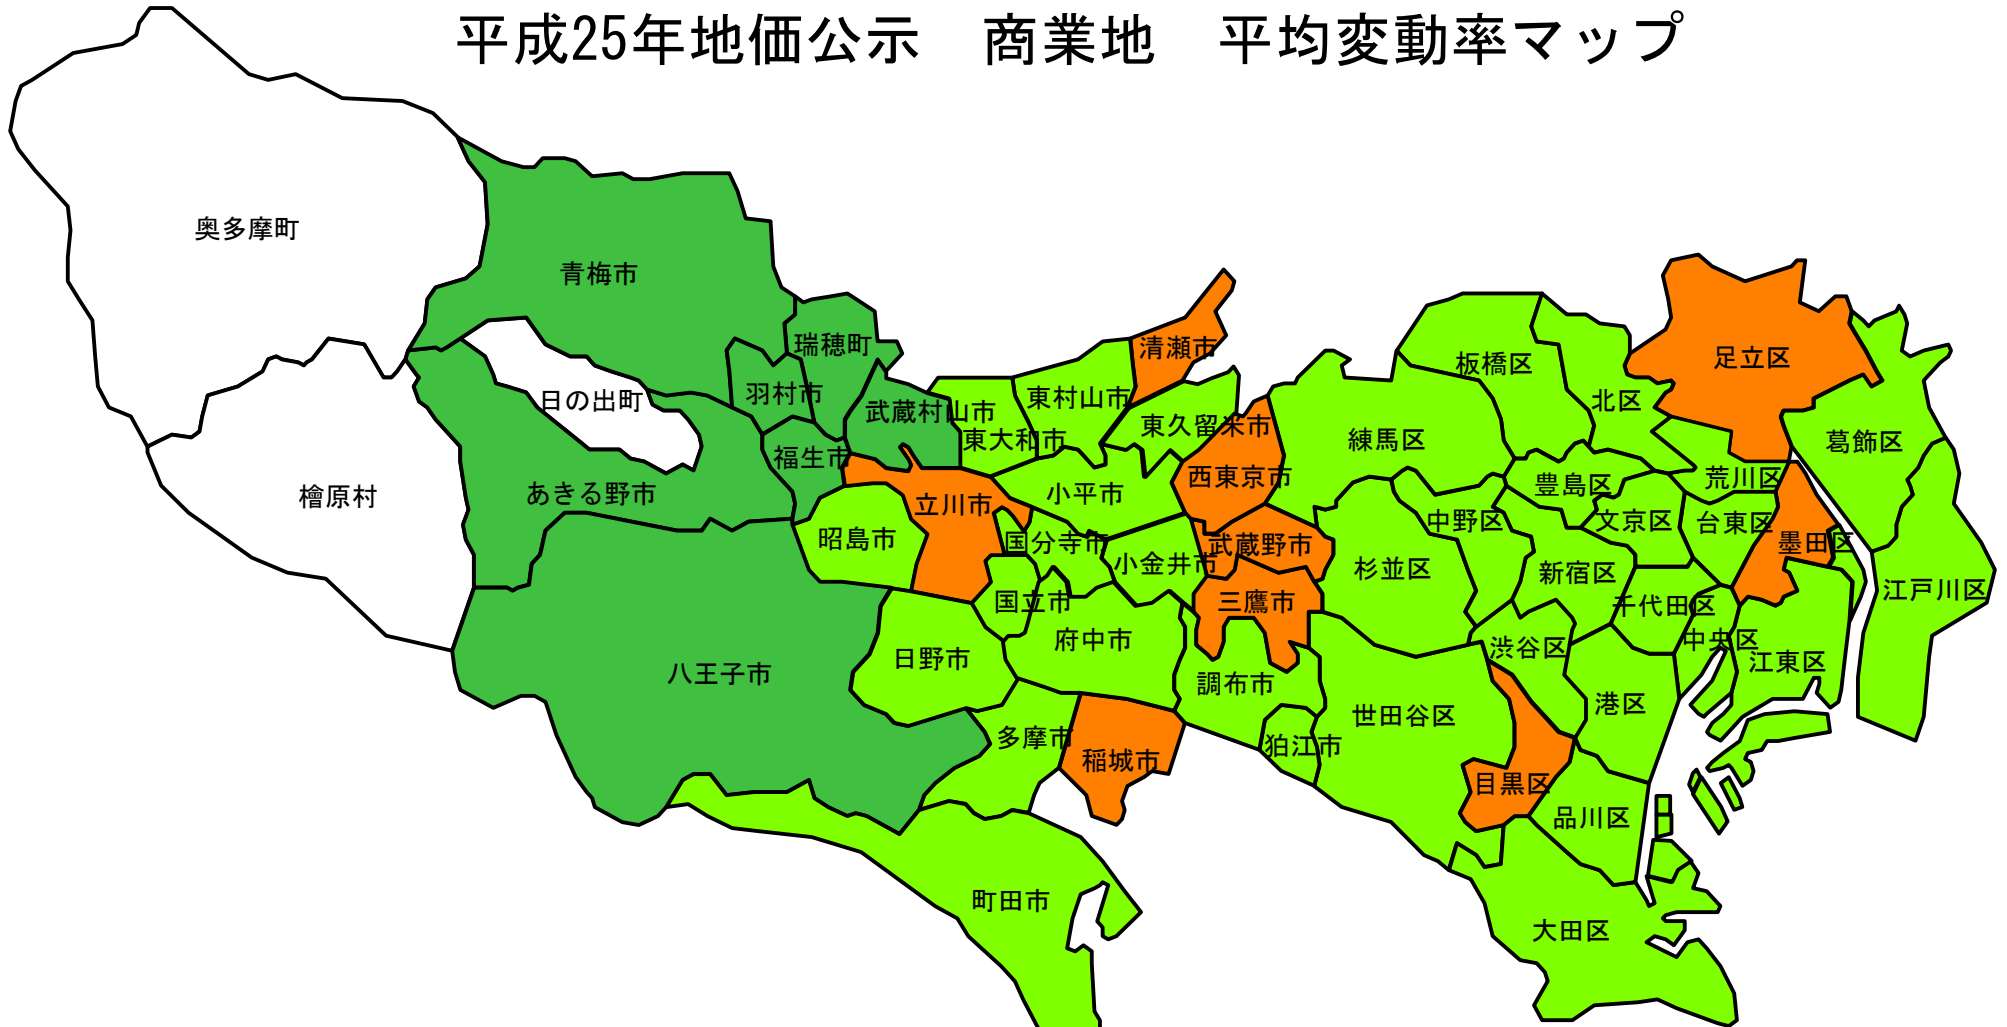 平成25年地価公示　商業地　平均変動率マップ
奥多摩町
青梅市
瑞穂町
清瀬市
足立区
板橋区
羽村市
日の出町
武蔵村山市
東村山市
北区
東大和市
東久留米市
練馬区
葛飾区
福生市
西東京市
荒川区
檜原村
あきる野市
立川市
小平市
豊島区
中野区
文京区
台東区
昭島市
国分寺市
武蔵野市
墨田区
小金井市
杉並区
新宿区
江戸川区
国立市
三鷹市
千代田区
府中市
中央区
日野市
渋谷区
江東区
八王子市
調布市
世田谷区
港区
多摩市
狛江市
稲城市
目黒区
品川区
町田市
大田区